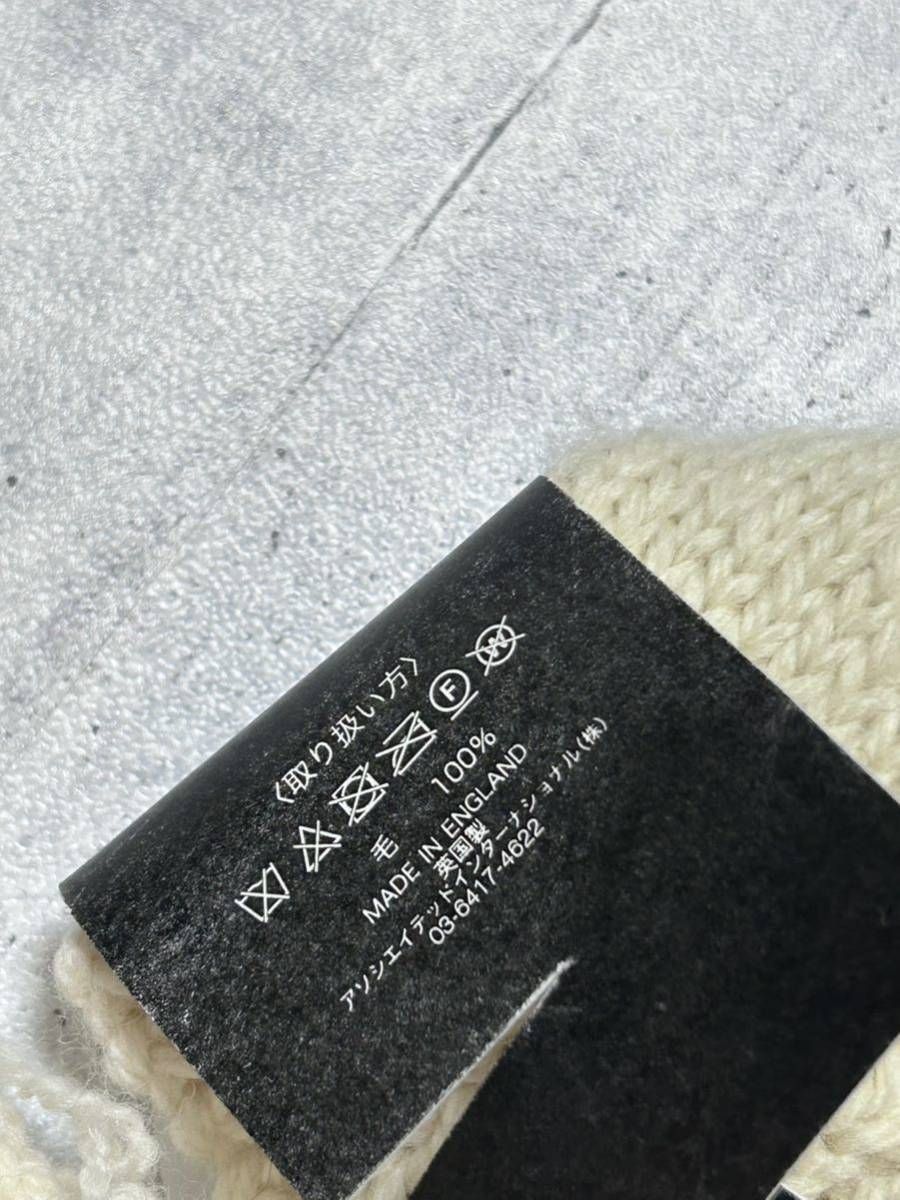 〈取り扱い方〉
F W
毛 100%
MADE IN ENGLAND
英国製
アソシエイテッドインターナショナル(株)
03-6417-4622